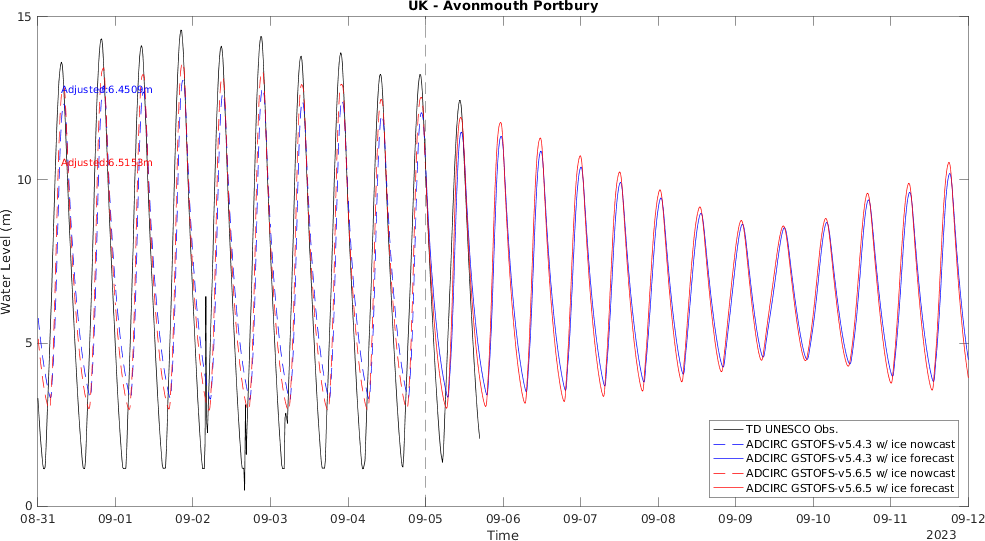 UK - Avonmouth Portbury
15
10
5
0
Water Level (m)
Adjusted:6.4509m
Adjusted:6.5153m
TD UNESCO Obs.
ADCIRC GSTOFS-v5.4.3 w/ ice nowcast
ADCIRC GSTOFS-v5.4.3 w/ ice forecast
ADCIRC GSTOFS-v5.6.5 w/ ice nowcast
ADCIRC GSTOFS-v5.6.5 w/ ice forecast
08-31 09-01 09-02 09-03 09-04 09-05 09-06 09-07 09-08 09-09 09-10 09-11 09-12
Time
2023